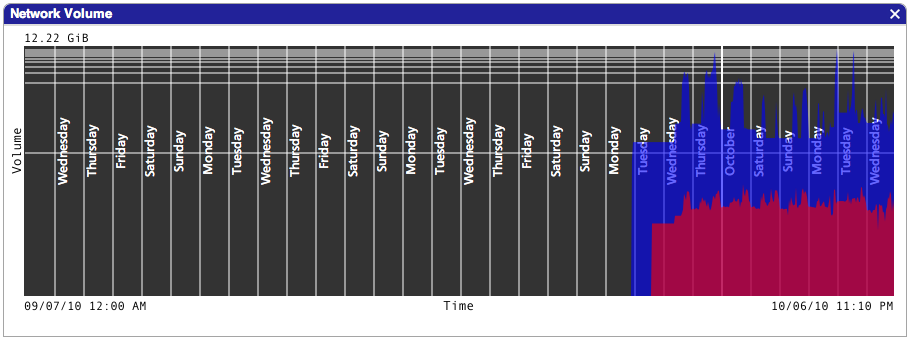 Network Volume
12.22 GiB
Volume
Wednesday
Thursday
Friday
Saturday
Sunday
Monday
Tuesday
Wednesday
Thursday
Friday
Saturday
Sunday
Monday
Tuesday
Wednesday
Thursday
Friday
Saturday
Sunday
Monday
Tuesday
Wednesday
Thursday
October
Saturday
Sunday
Monday
Tuesday
Wednesday
09/07/10 12:00 AM
Time
10/06/10 11:10 PM